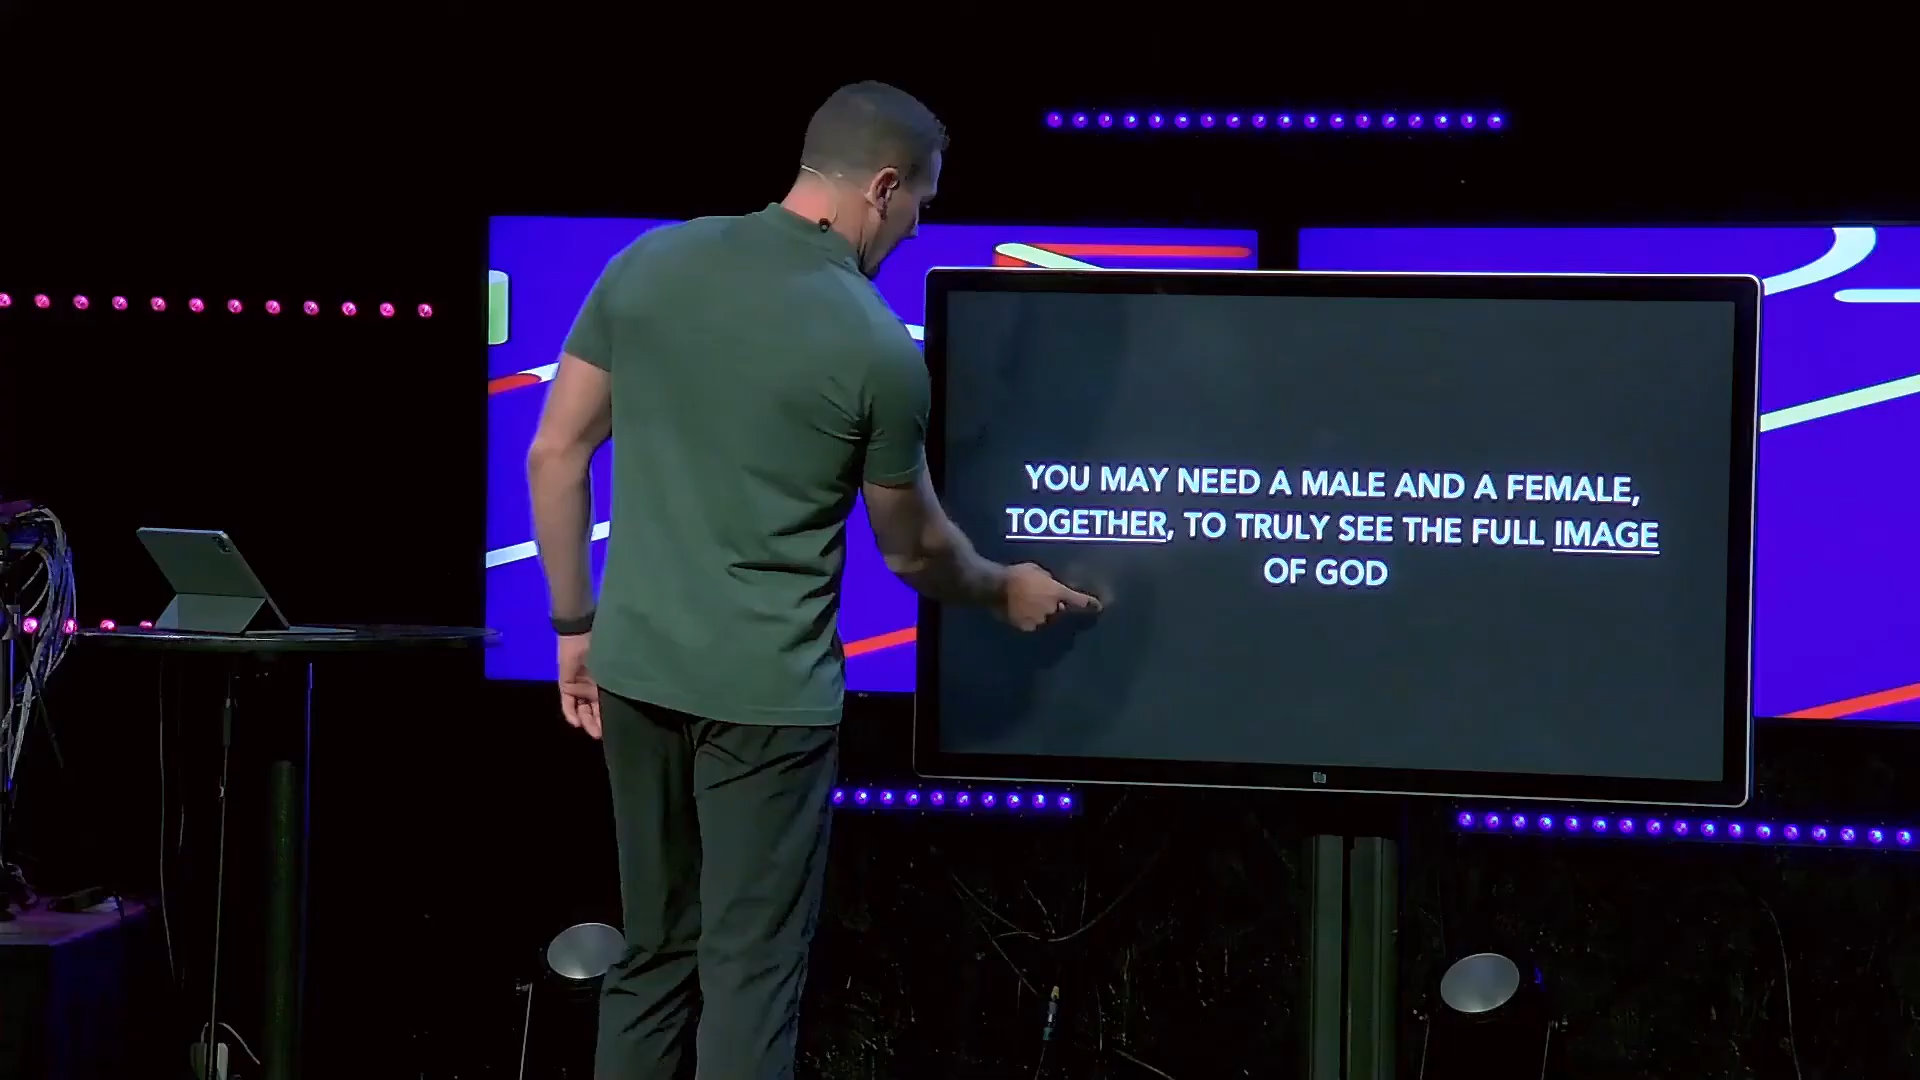 YOU MAY NEED A MALE AND A FEMALE,
TOGETHER, TO TRULY SEE THE FULL IMAGE
OF GOD